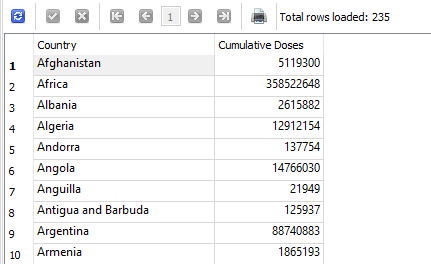 1 Total rows loaded: 235
Country Cumulative Doses
1 Afghanistan 5119300
2 Africa 358522648
3 Albania 2615882
4 Algeria 12912154
5 Andorra 137754
6 Angola 14766030
7 Anguilla 21949
8 Antigua and Barbuda 125937
9 Argentina 88740883
10 Armenia 1865193